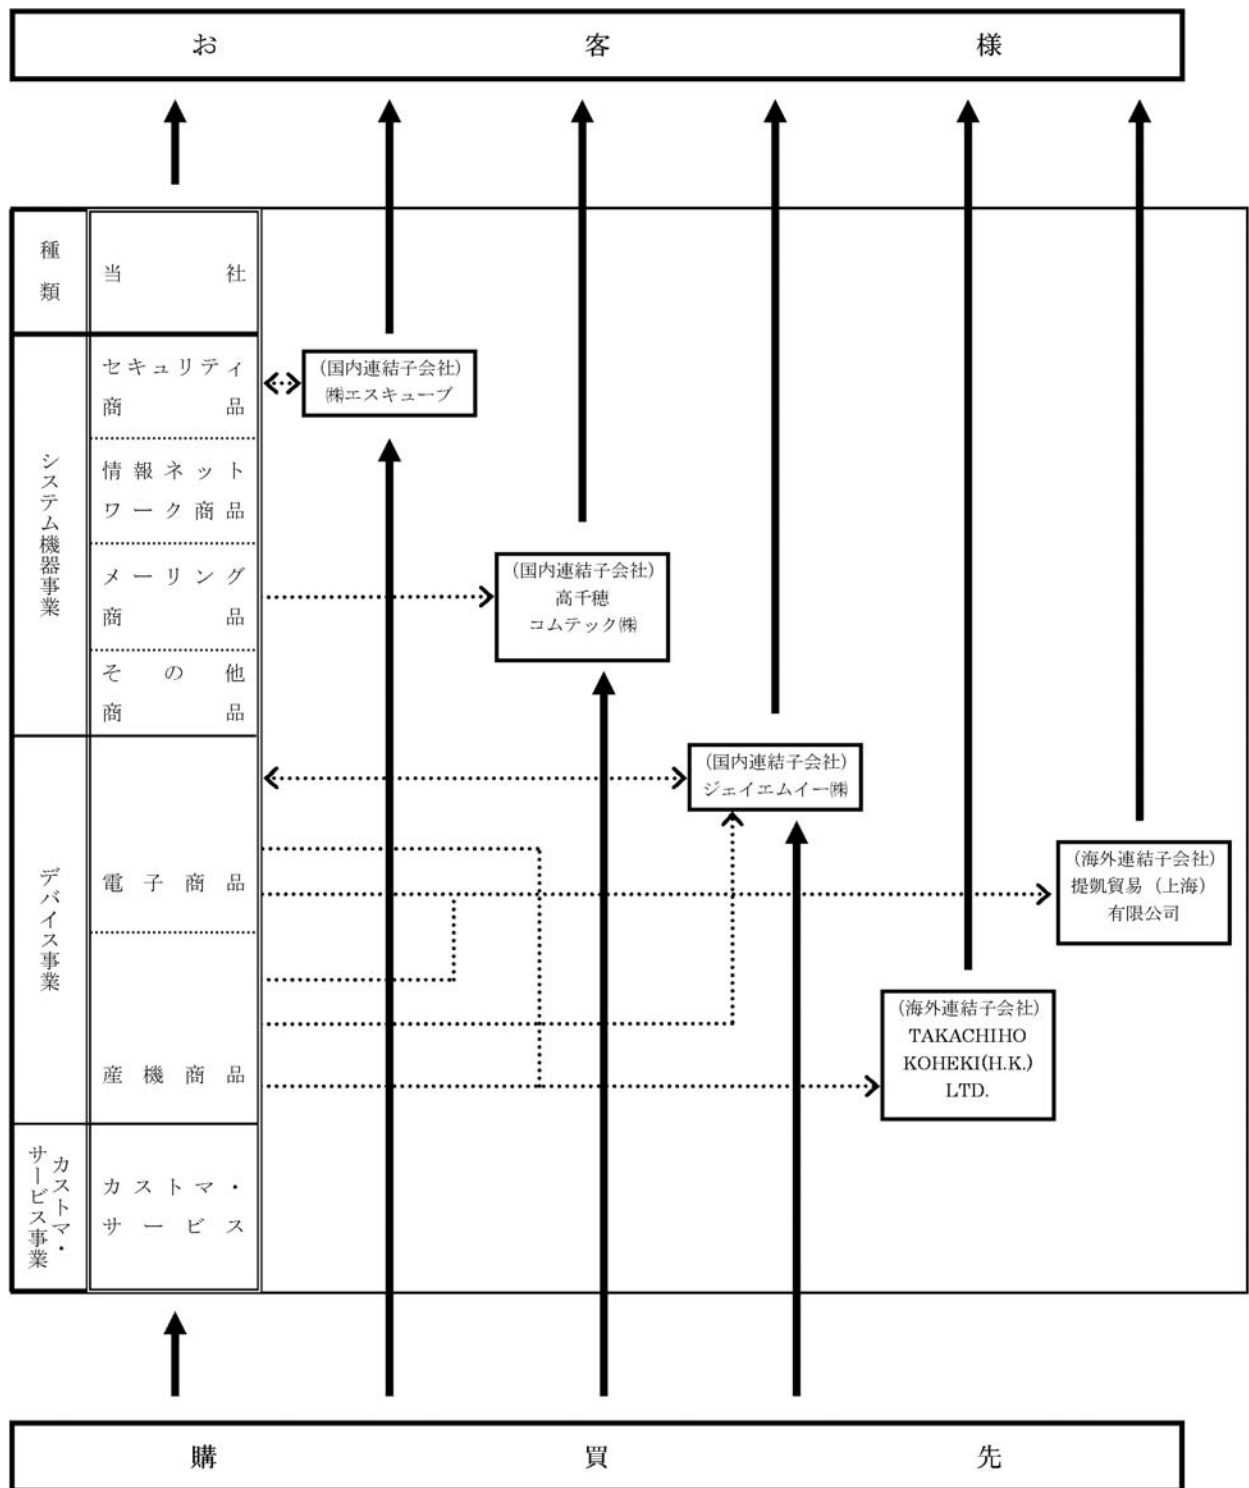 お客様
種
類
当社
システム機器事業
セキュリティ
商品
(国内連結子会社)
㈱エスキューブ
情報ネット
ワーク商品
メーリング
商品
(国内連結子会社)
高千穂
コムテック㈱
その他
商品
デバイス事業
(国内連結子会社)
ジェイエムイー㈱
電子商品
(海外連結子会社)
提凱貿易（上海）
有限公司
産機商品
(海外連結子会社)
TAKACHIHO
KOHEKI(H.K.)
LTD.
カストマ・
サービス事業
カストマ・
サービス
購買先